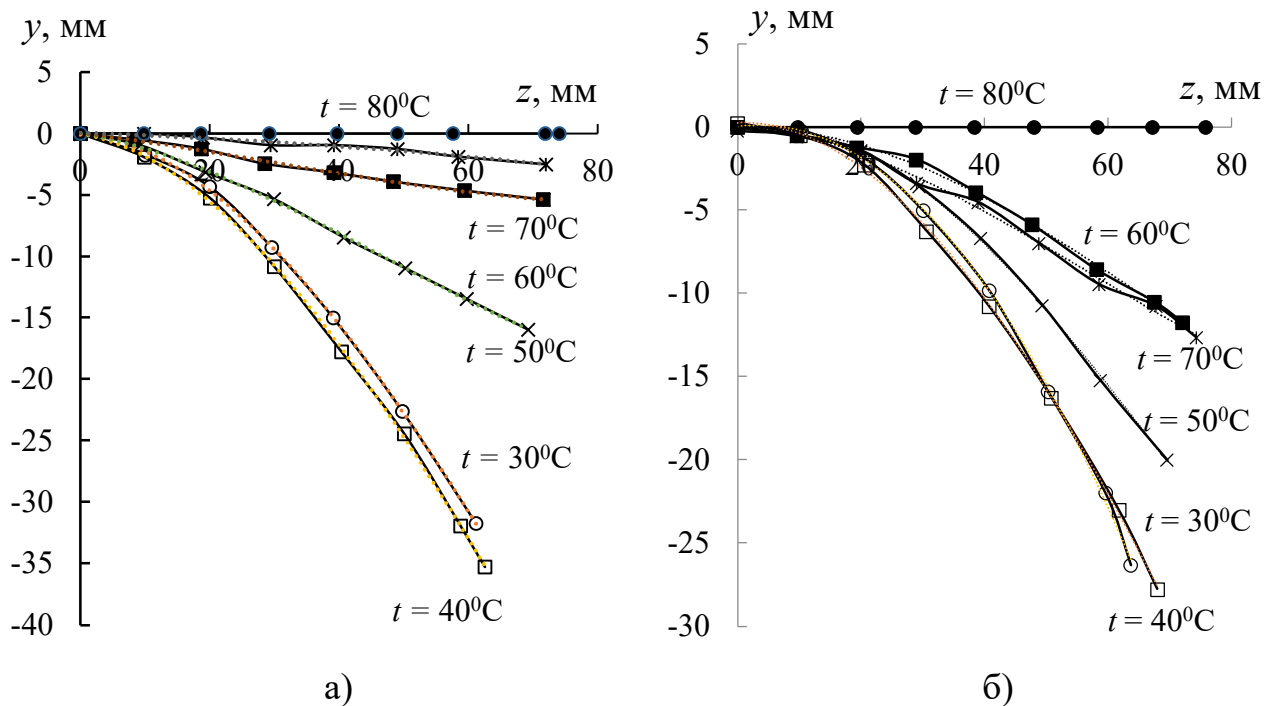 y, мм
5
t = 80⁰C
z, мм
0
0
20
40
60
80
-5
t = 70⁰C
-10
t = 60⁰C
-15
t = 50⁰C
-20
-25
t = 30⁰C
-30
-35
t = 40⁰C
-40
а)
y, мм
5
t = 80⁰C
z, мм
0
0
20
40
60
80
-5
t = 60⁰C
-10
t = 70⁰C
-15
t = 50⁰C
-20
t = 30⁰C
-25
t = 40⁰C
-30
б)